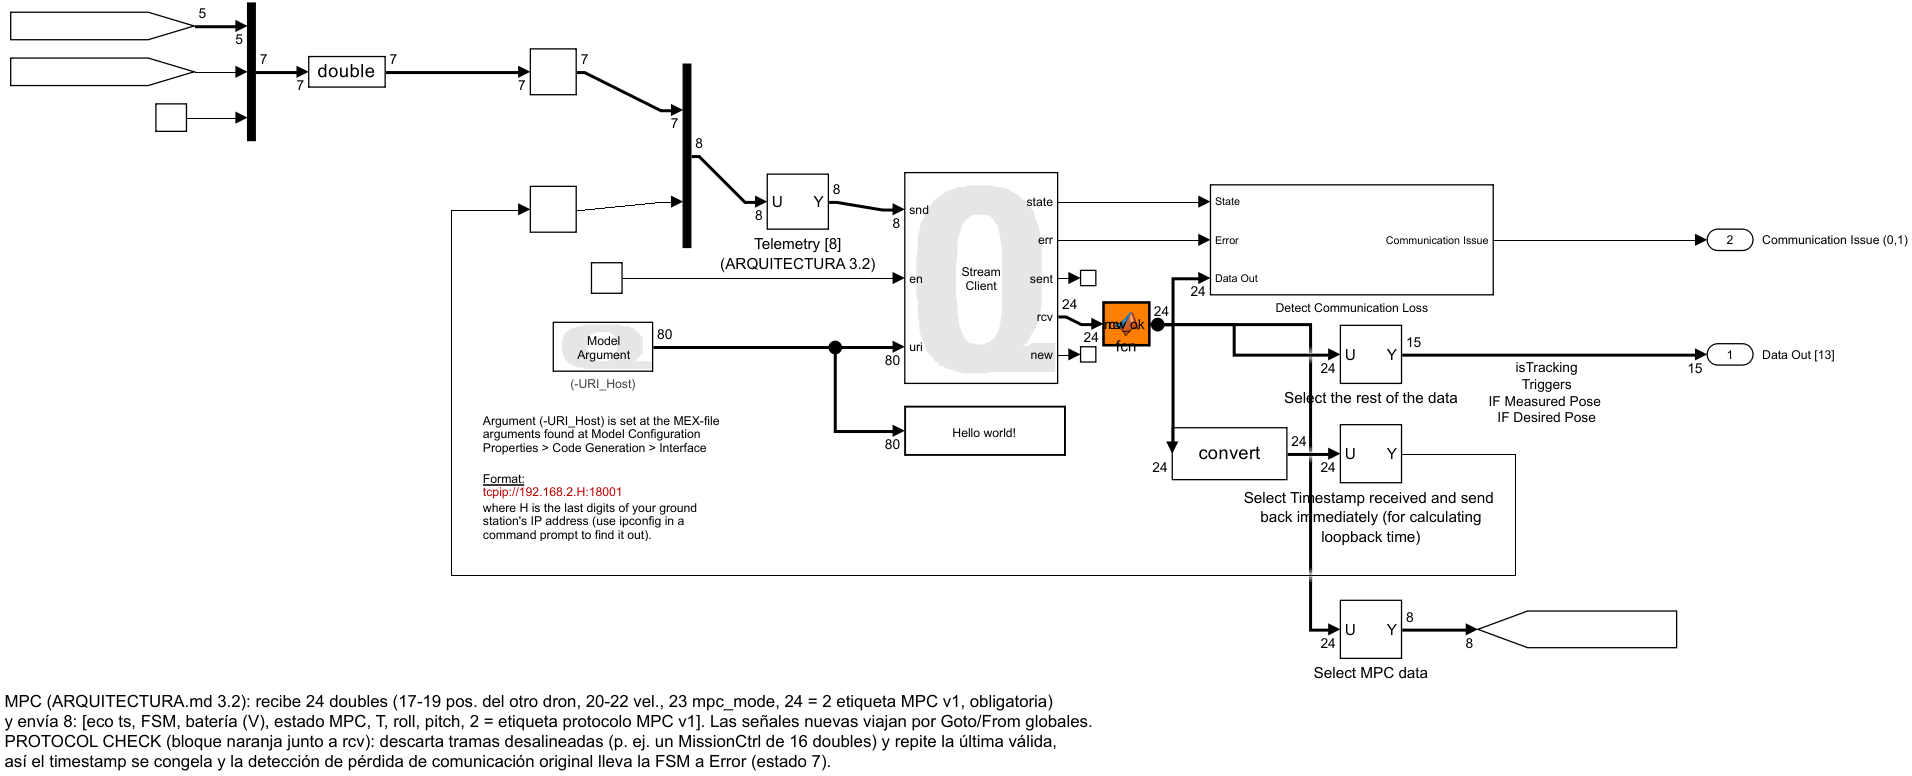 5
5
7
7
double
7
7
7
7
8
8
U Y
8
Telemetry [8]
(ARQUITECTURA 3.2)
snd
8
en
uri
80
Stream
Client
state
err
sent
rcv
new
State
Error
Data Out
24
Communication Issue
Detect Communication Loss
2
Communication Issue (0,1)
24
24
rcv
rcv_ok
fcn
24
Model
Argument
80
(-URI_Host)
80
Hello world!
U Y
24
15
Select the rest of the data
isTracking
Triggers
IF Measured Pose
IF Desired Pose
15
1
Data Out [13]
Argument (-URI_Host) is set at the MEX-file
arguments found at Model Configuration
Properties > Code Generation > Interface
Format:
tcpip://192.168.2.H:18001
where H is the last digits of your ground
station's IP address (use ipconfig in a
command prompt to find it out).
24
convert
24
24
U Y
Select Timestamp received and send
back immediately (for calculating
loopback time)
24
U Y
8
8
Select MPC data
MPC (ARQUITECTURA.md 3.2): recibe 24 doubles (17-19 pos. del otro dron, 20-22 vel., 23 mpc_mode, 24 = 2 etiqueta MPC v1, obligatoria)
y envía 8: [eco ts, FSM, batería (V), estado MPC, T, roll, pitch, 2 = etiqueta protocolo MPC v1]. Las señales nuevas viajan por Goto/From globales.
PROTOCOL CHECK (bloque naranja junto a rcv): descarta tramas desalineadas (p. ej. un MissionCtrl de 16 doubles) y repite la última válida,
así el timestamp se congela y la detección de pérdida de comunicación original lleva la FSM a Error (estado 7).